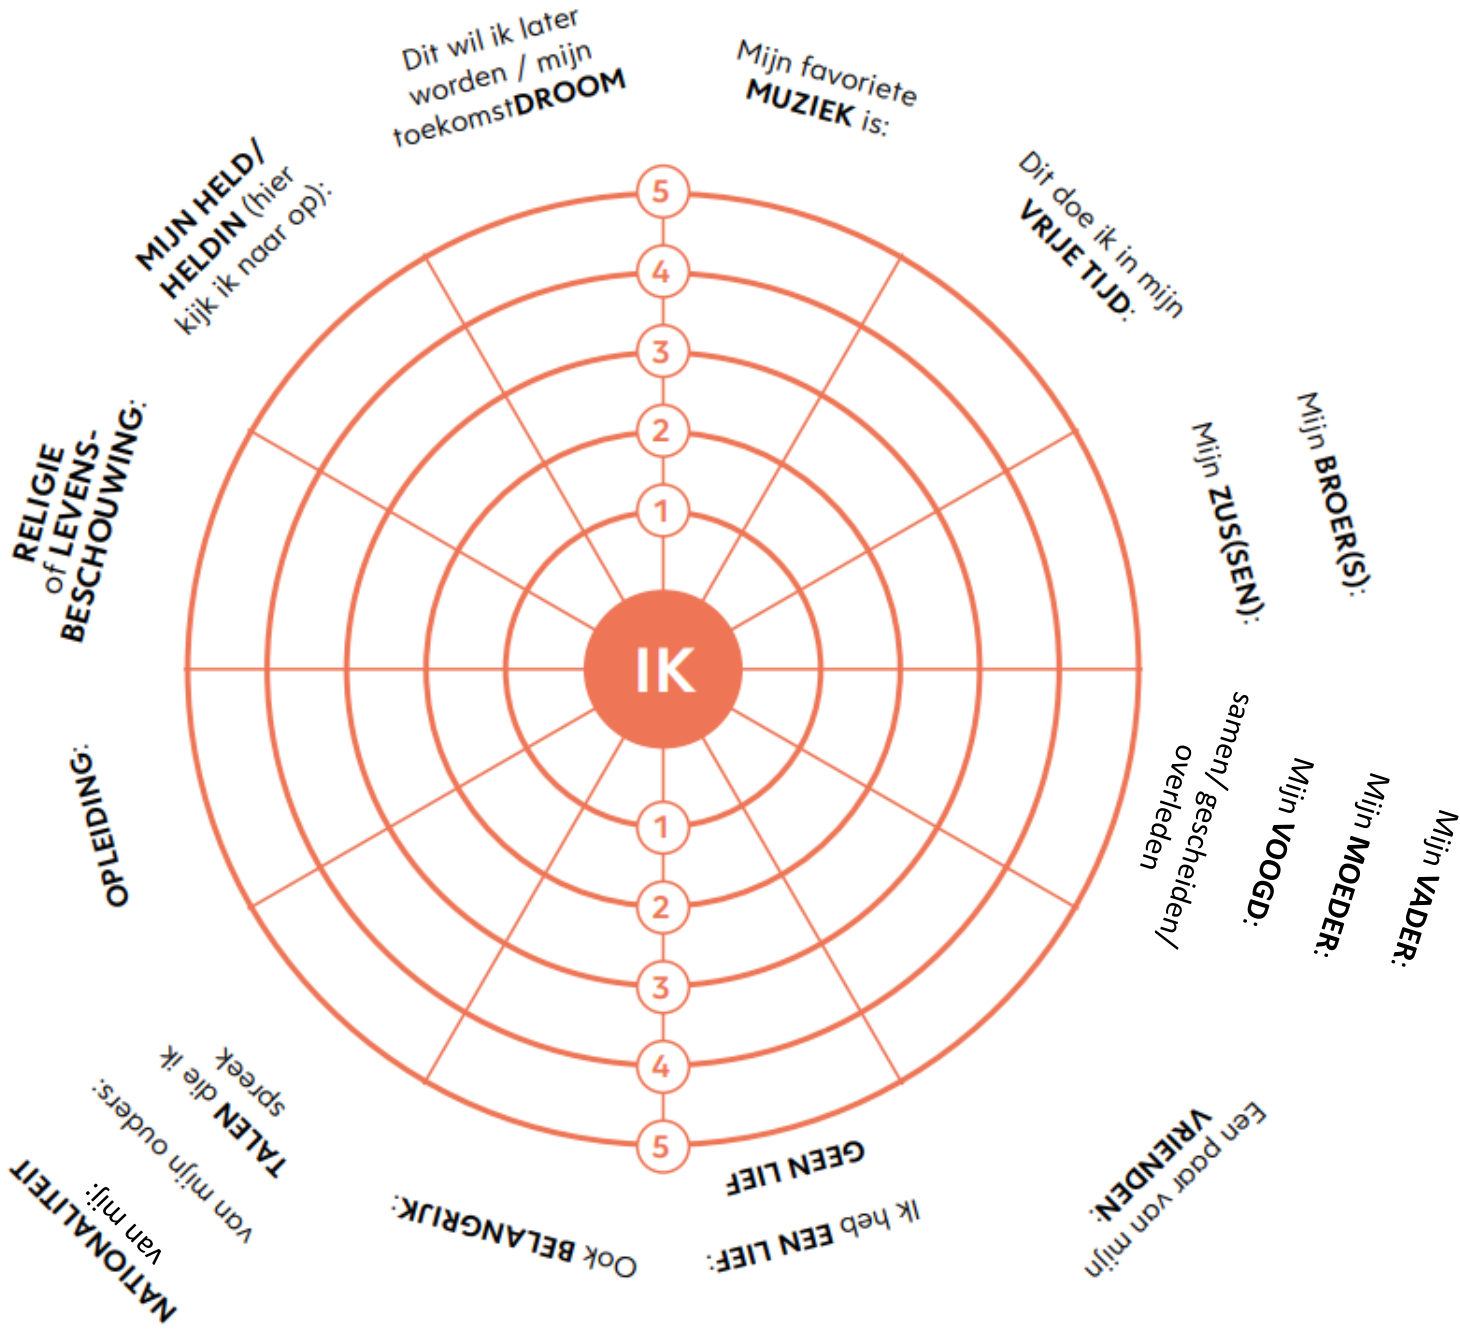 Dit wil ik later
worden / mijn
toekomstDROOM
Mijn favoriete
MUZIEK is:
Dit doe ik in mijn
VRIJE TIJD:
Mijn BROER(S):
Mijn ZUS(SEN):
Mijn VADER:
Mijn MOEDER:
Mijn VOOGD:
samen/ gescheiden/
overleden
Een paar van mijn
VRIENDEN:
Ik heb EEN LIEF:
GEEN LIEF
Ook BELANGRIJK:
NATIONALITEIT
van mij:
van mijn ouders:
TALEN die ik
spreek
OPLEIDING:
RELIGIE
of LEVENS-
BESCHOUWING:
MIJN HELD/
HELDIN (hier
kijk ik naar op):
5
4
3
2
1
IK
1
2
3
4
5